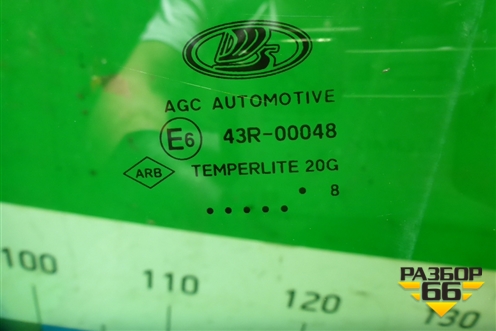 AGC AUTOMOTIVE
E6 43R-00048
ARB TEMPERLITE 20G
• 8
•••••
100 110 120 130
РАЗБОР
66